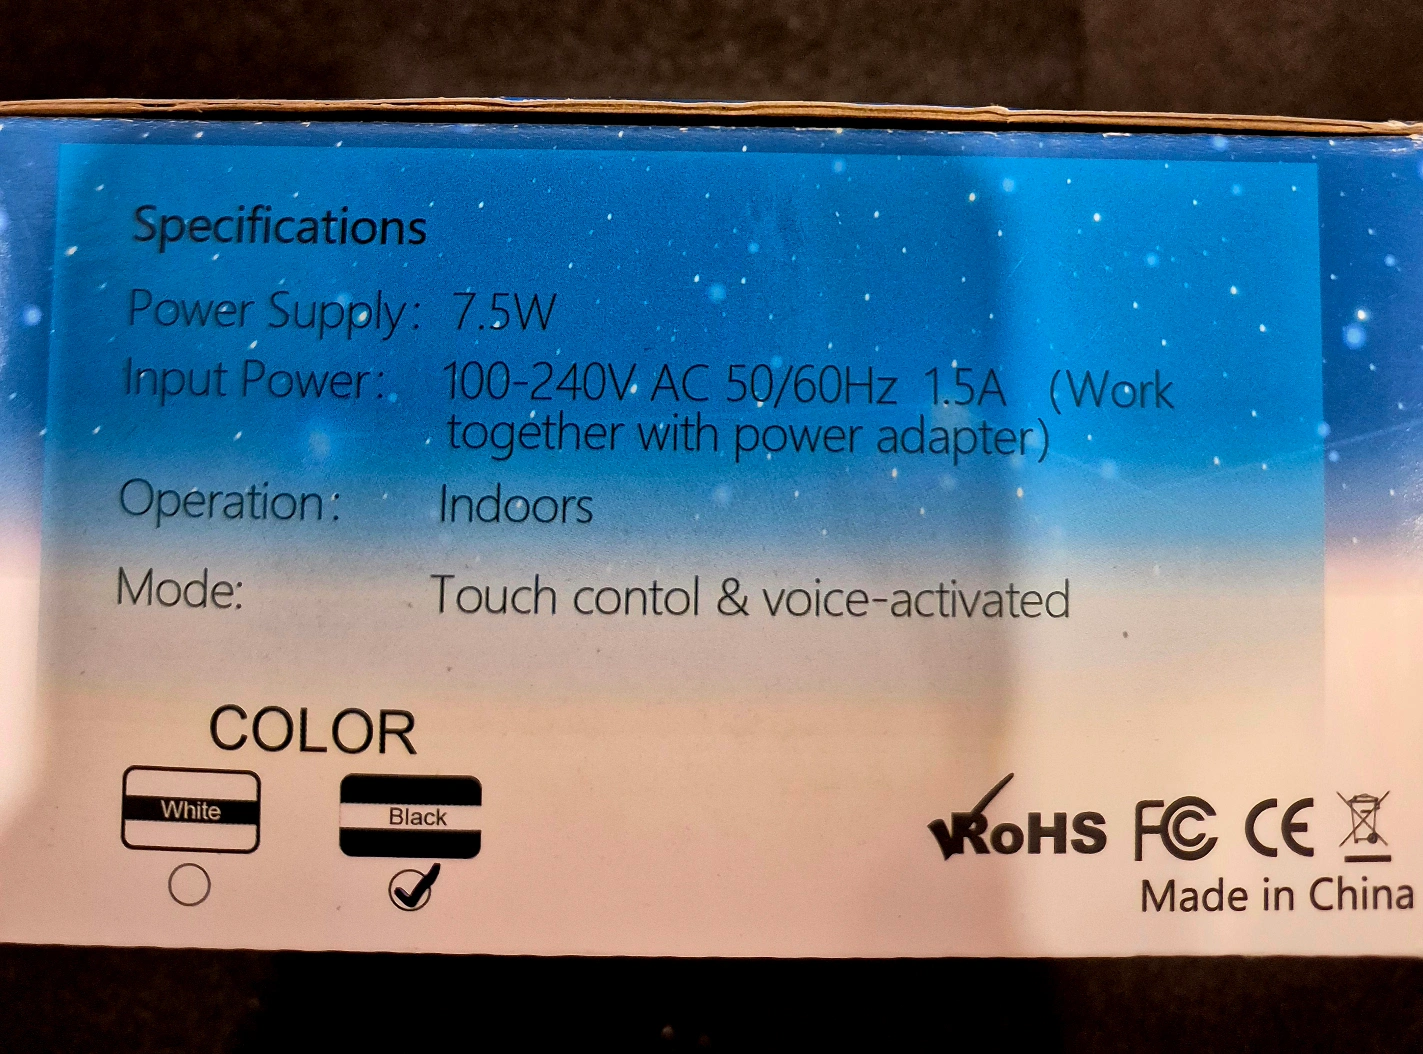 Specifications
Power Supply: 7.5W
Input Power: 100-240V AC 50/60Hz 1.5A (Work
together with power adapter)
Operation: Indoors
Mode: Touch contol & voice-activated
COLOR
White Black
RoHS FC CE
Made in China